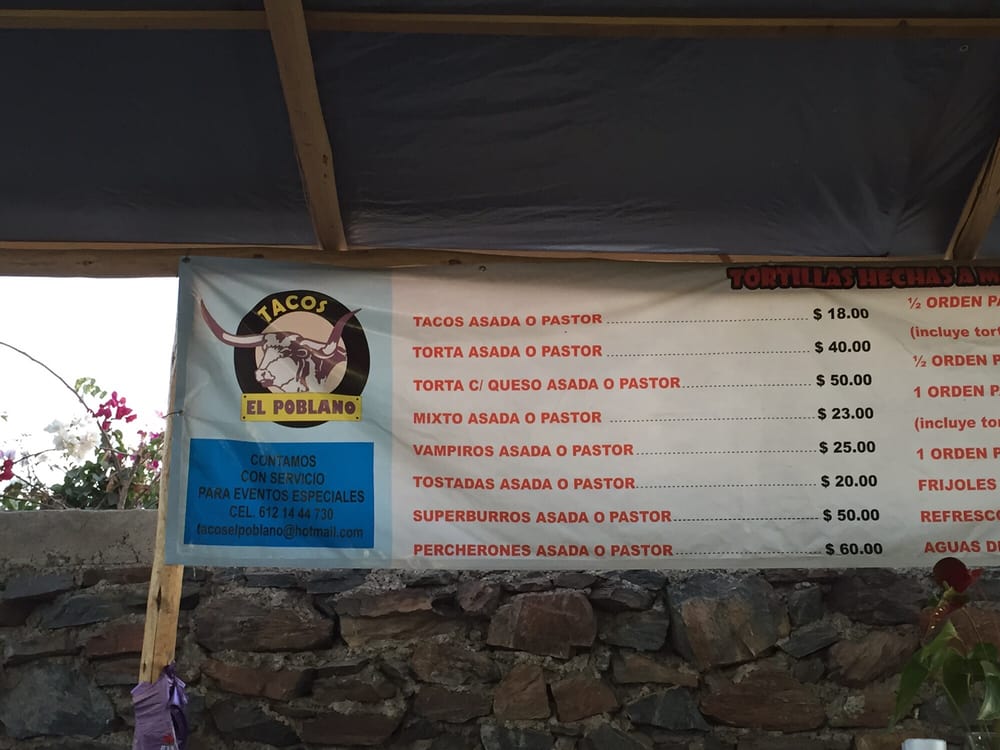 TACOS
EL POBLANO
CONTAMOS
CON SERVICIO
PARA EVENTOS ESPECIALES
CEL. 612 14 44 730
tacoselpoblano@hotmail.com
TORTILLAS HECHAS A
TACOS ASADA O PASTOR $ 18.00
TORTA ASADA O PASTOR $ 40.00
TORTA C/ QUESO ASADA O PASTOR $ 50.00
MIXTO ASADA O PASTOR $ 23.00
VAMPIROS ASADA O PASTOR $ 25.00
TOSTADAS ASADA O PASTOR $ 20.00
SUPERBURROS ASADA O PASTOR $ 50.00
PERCHERONES ASADA O PASTOR $ 60.00
½ ORDEN
(incluye
½ ORDEN
1 ORDEN
(incluye
1 ORDEN
FRIJOLES
REFRESCO
AGUAS